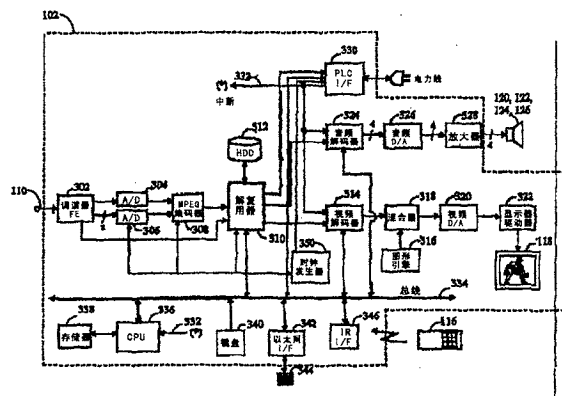 102
330
PLC
I/F
电力线
332
(*)
中断
120, 122,
124, 126
324
音频
解码器
4
326
音频
D/A
4
328
放大器
4
312
HDD
110
302
调谐器
FE
2
A/D
304
A/D
306
MPEG
编码器
308
解复
用器
310
314
视频
解码器
318
混合器
320
视频
D/A
322
显示器
驱动器
118
350
时钟
发生器
316
图形
引擎
总线
334
338
存储器
336
CPU
332
(*)
340
键盘
342
以太网
I/F
344
346
IR
I/F
116